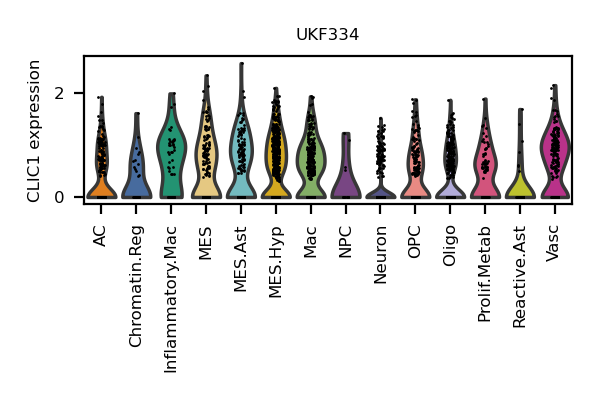 UKF334
CLIC1 expression
2
0
AC
Chromatin.Reg
Inflammatory.Mac
MES
MES.Ast
MES.Hyp
Mac
NPC
Neuron
OPC
Oligo
Prolif.Metab
Reactive.Ast
Vasc